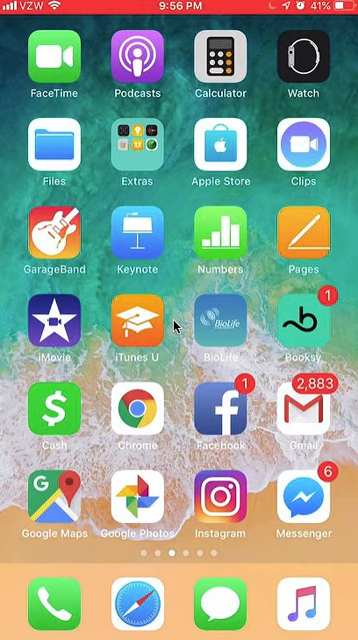 VZW 9:56 PM 41%
FaceTime Podcasts Calculator Watch
Files Extras Apple Store Clips
GarageBand Keynote Numbers Pages
1
BioLife
iMovie iTunes U BioLife Booksy
1 2,883
Cash Chrome Facebook Gmail
G 6
Google Maps Google Photos Instagram Messenger